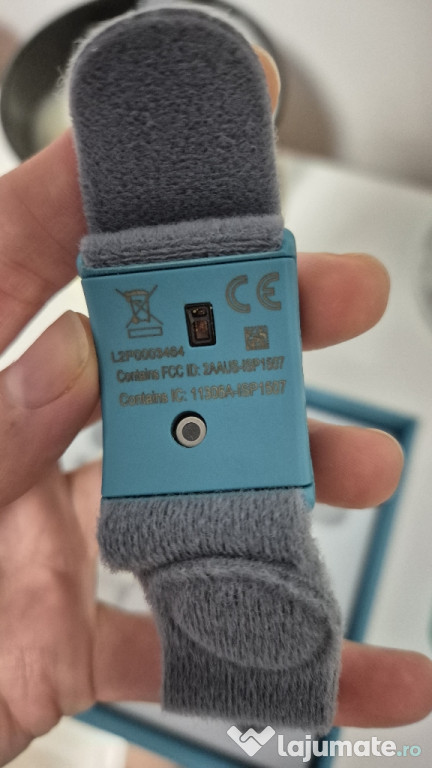 CE
L2P0003464
Contains FCC ID: 2AAUS-ISP1507
Contains IC: 11306A-ISP1507
lajumate.ro